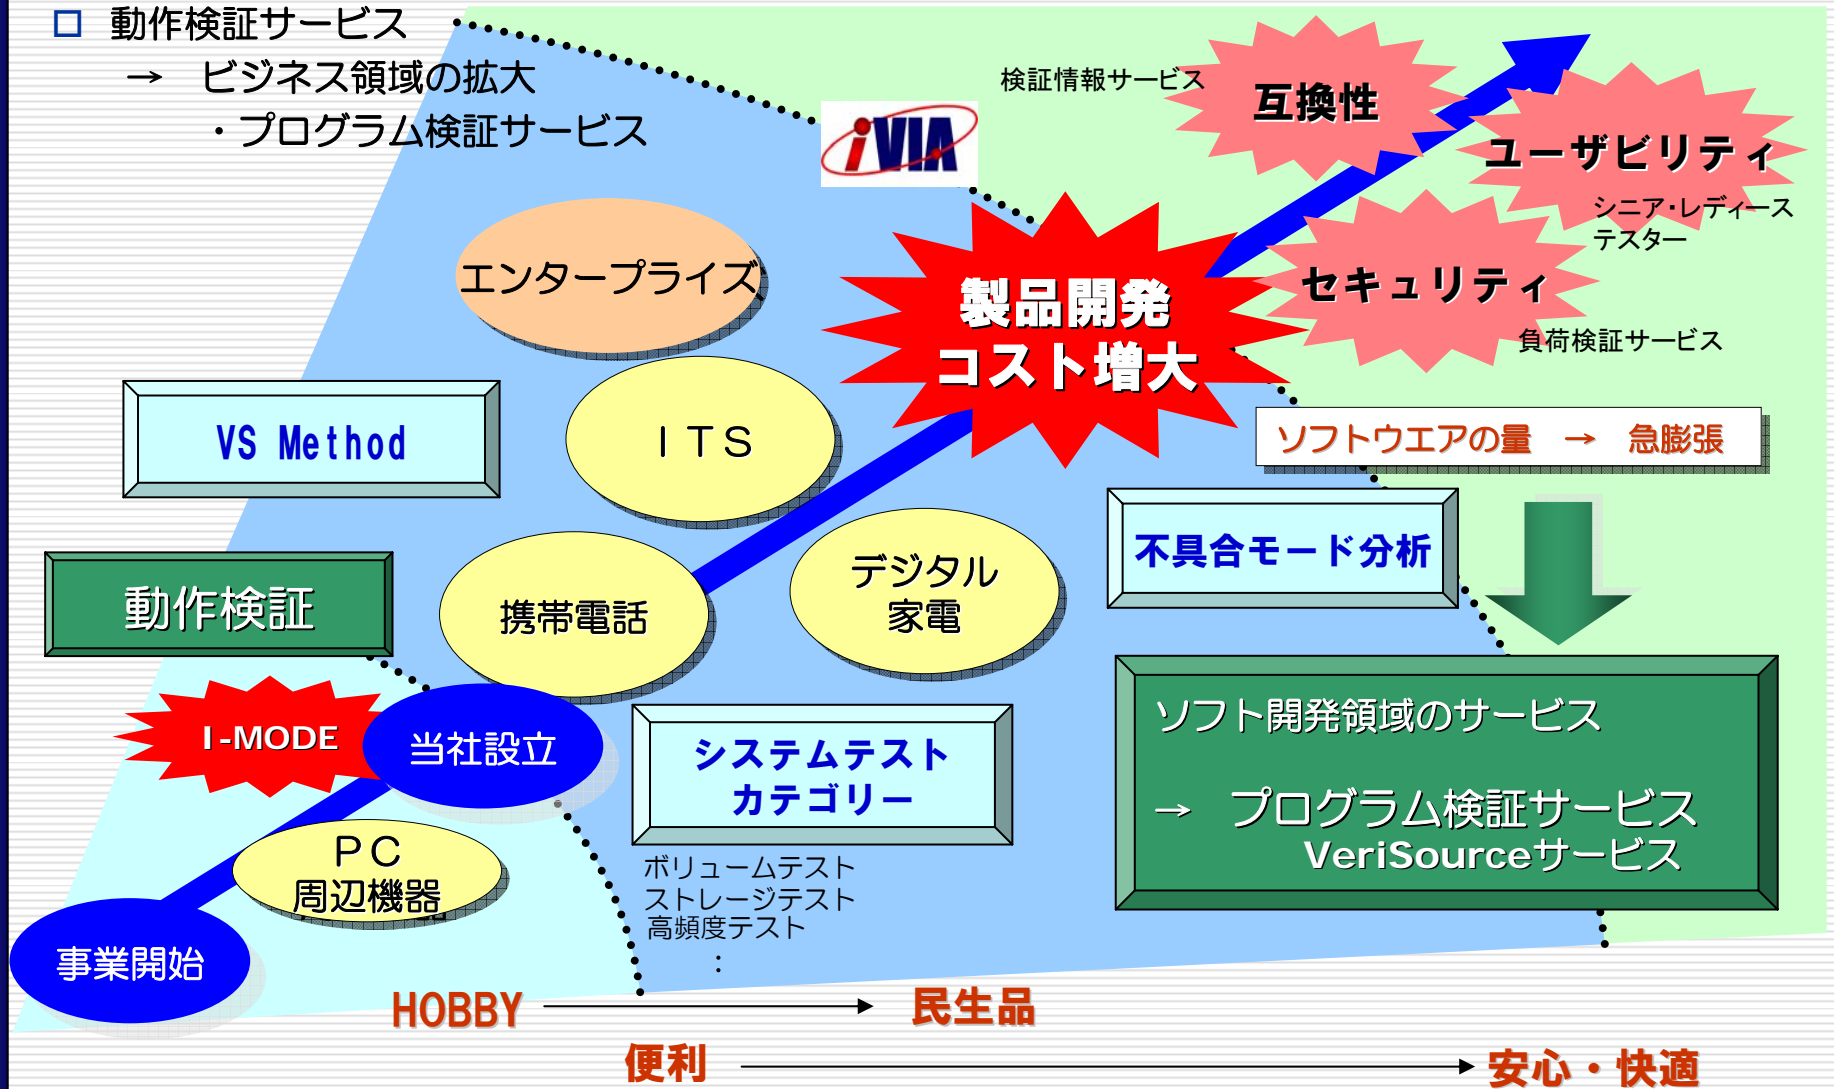 □ 動作検証サービス
→ ビジネス領域の拡大
・プログラム検証サービス
iVIA
検証情報サービス
互換性
ユーザビリティ
シニア・レディース
テスター
セキュリティ
負荷検証サービス
エンタープライズ
製品開発
コスト増大
VS Method
ITS
ソフトウエアの量 → 急膨張
不具合モード分析
動作検証
携帯電話
デジタル
家電
I-MODE
当社設立
システムテスト
カテゴリー
ボリュームテスト
ストレージテスト
高頻度テスト
:
ソフト開発領域のサービス
→ プログラム検証サービス
VeriSourceサービス
PC
周辺機器
事業開始
HOBBY → 民生品
便利 → 安心・快適